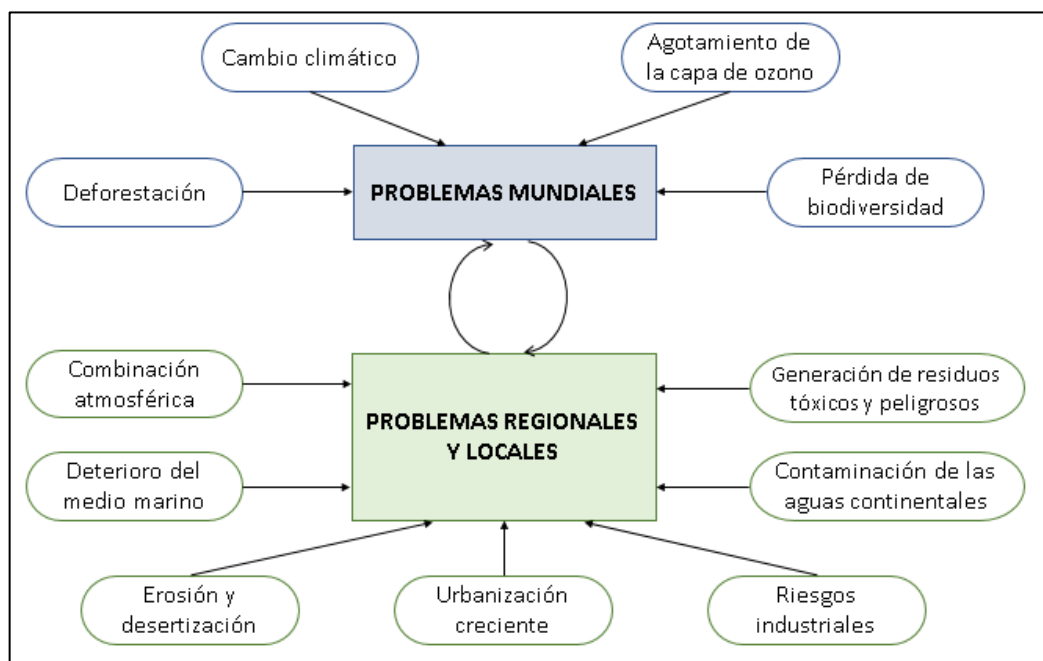 Cambio climático
Agotamiento de
la capa de ozono
Deforestación
PROBLEMAS MUNDIALES
Pérdida de
biodiversidad
Combinación
atmosférica
PROBLEMAS REGIONALES
Y LOCALES
Generación de residuos
tóxicos y peligrosos
Deterioro del
medio marino
Contaminación de las
aguas continentales
Erosión y
desertización
Urbanización
creciente
Riesgos
industriales